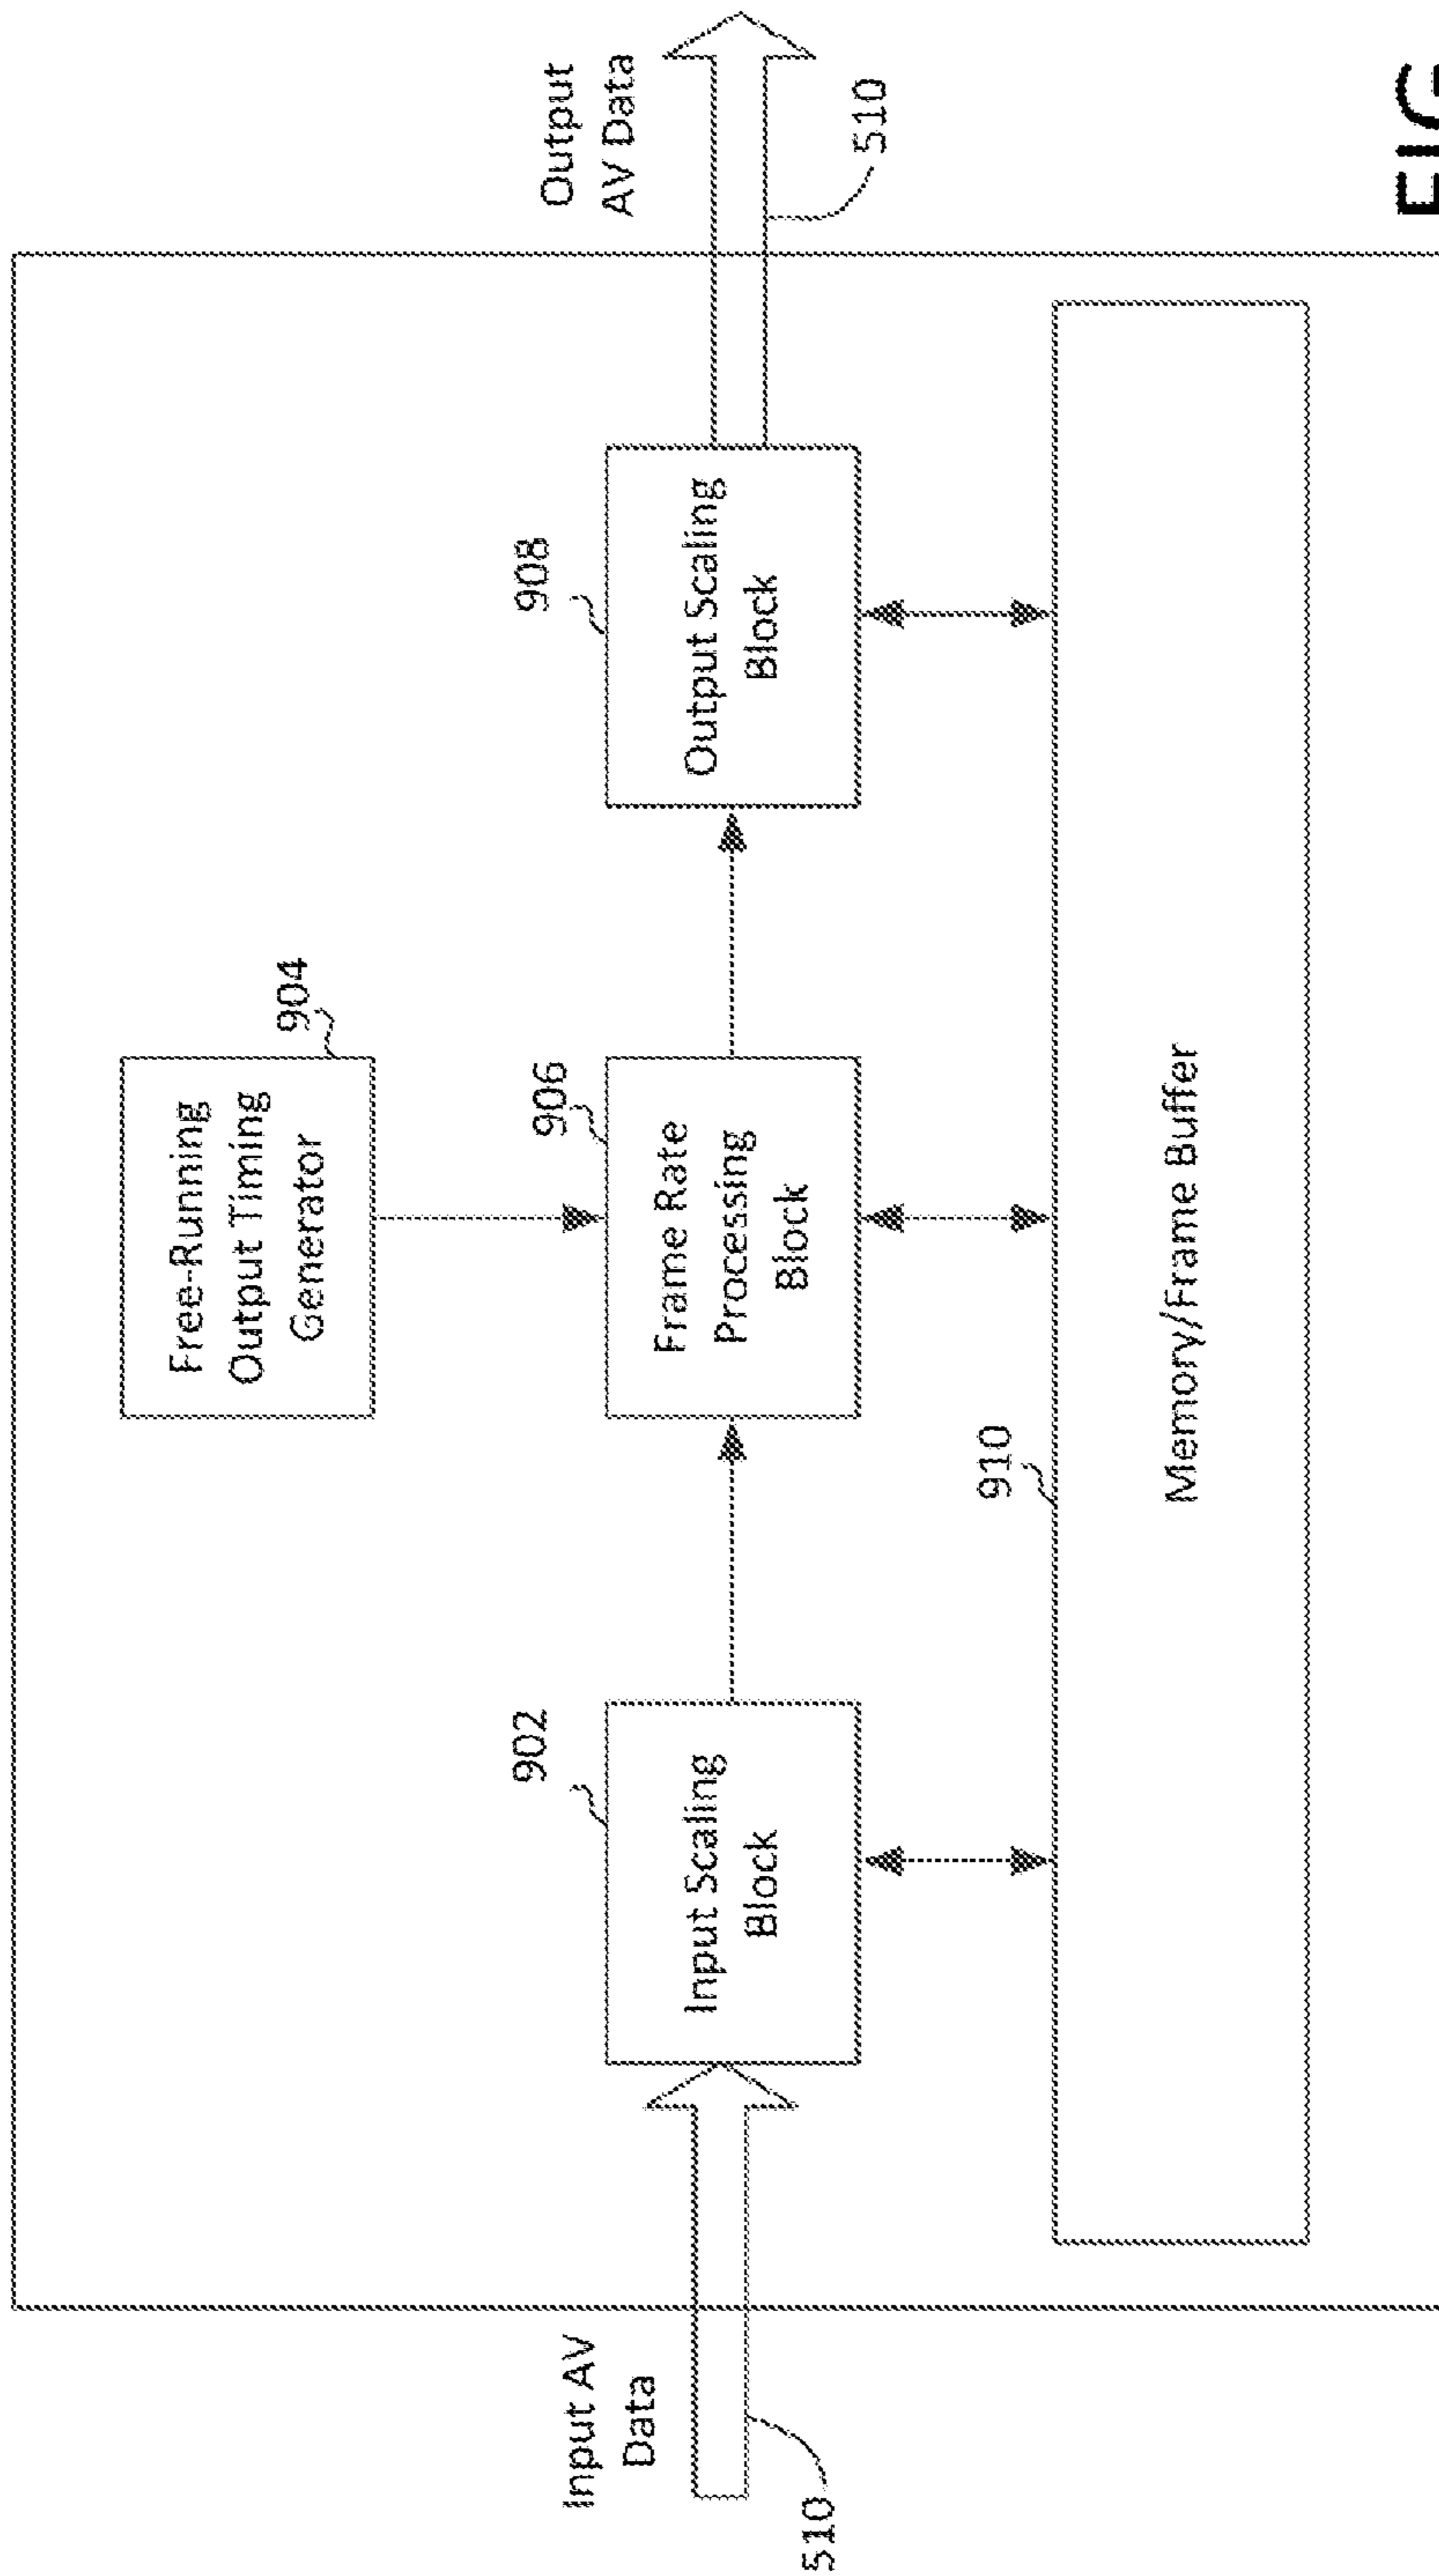 Free-Running
Output Timing
Generator
904
Input AV
Data
510
902
Input Scaling
Block
906
Frame Rate
Processing
Block
908
Output Scaling
Block
Output
AV Data
510
910
Memory/Frame Buffer
FIG